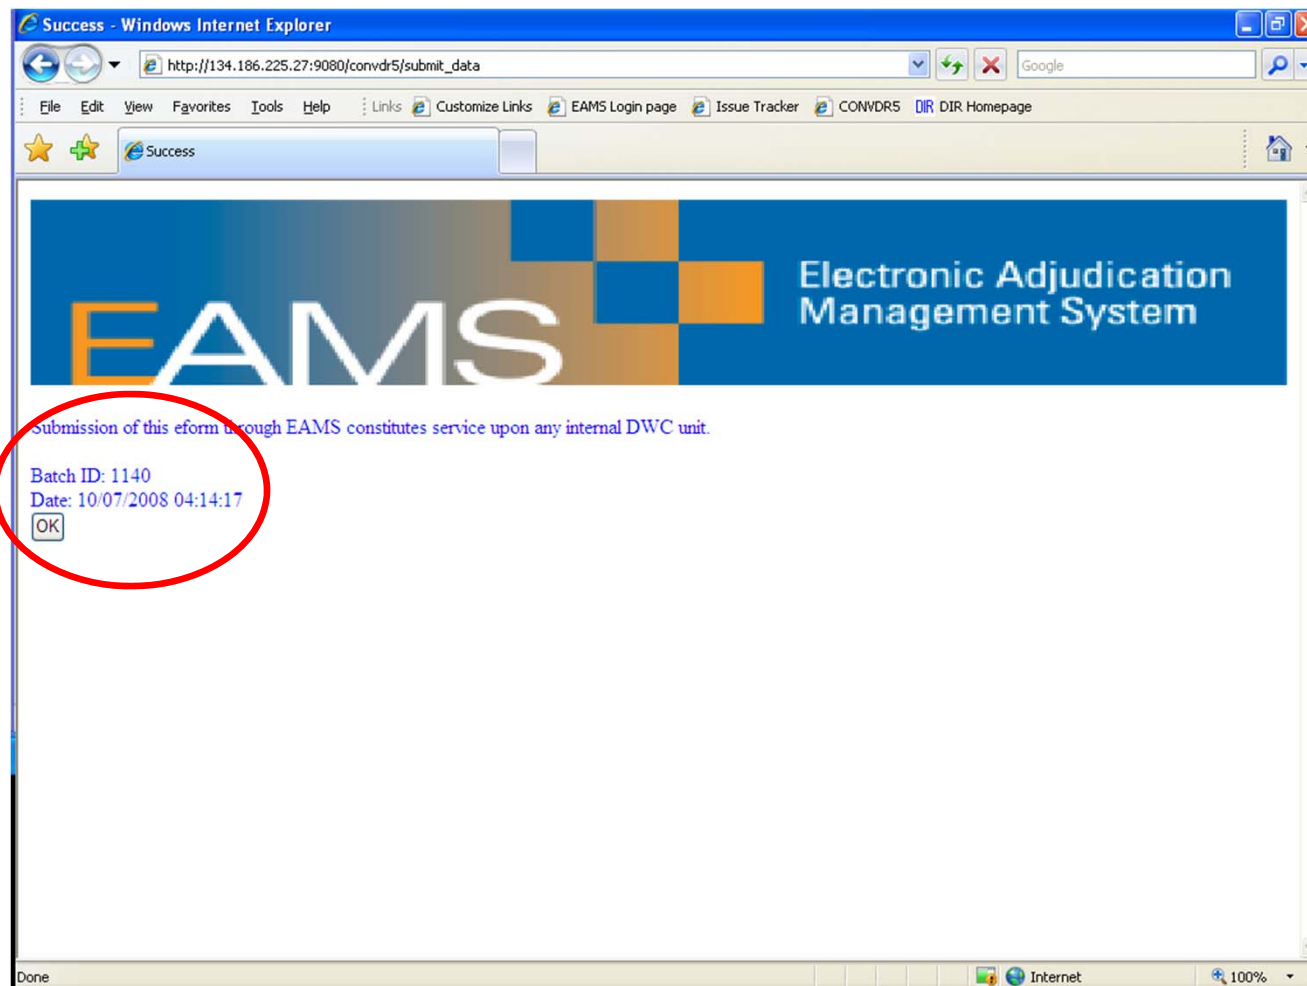 Success - Windows Internet Explorer
http://134.186.225.27:9080/convdr5/submit_data
Google
File Edit View Favorites Tools Help Links Customize Links EAMS Login page Issue Tracker CONVDR5 DIR DIR Homepage
Success
EAMS
Electronic Adjudication
Management System
Submission of this eform through EAMS constitutes service upon any internal DWC unit.
Batch ID: 1140
Date: 10/07/2008 04:14:17
OK
Done Internet 100%